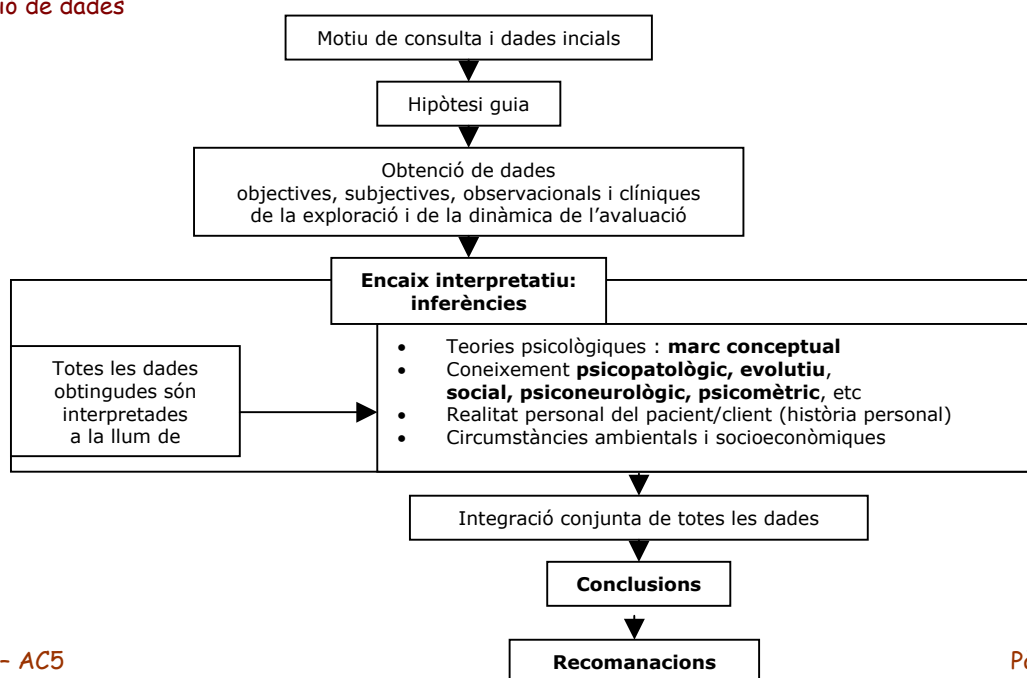 ió de dades
Motiu de consulta i dades incials
Hipòtesi guia
Obtenció de dades
objectives, subjectives, observacionals i clíniques
de la exploració i de la dinàmica de l'avaluació
Encaix interpretatiu:
inferències
Totes les dades
obtingudes són
interpretades
a la llum de
• Teories psicològiques : marc conceptual
• Coneixement psicopatològic, evolutiu,
social, psiconeurològic, psicomètric, etc
• Realitat personal del pacient/client (història personal)
• Circumstàncies ambientals i socioeconòmiques
Integració conjunta de totes les dades
Conclusions
Recomanacions
– AC5